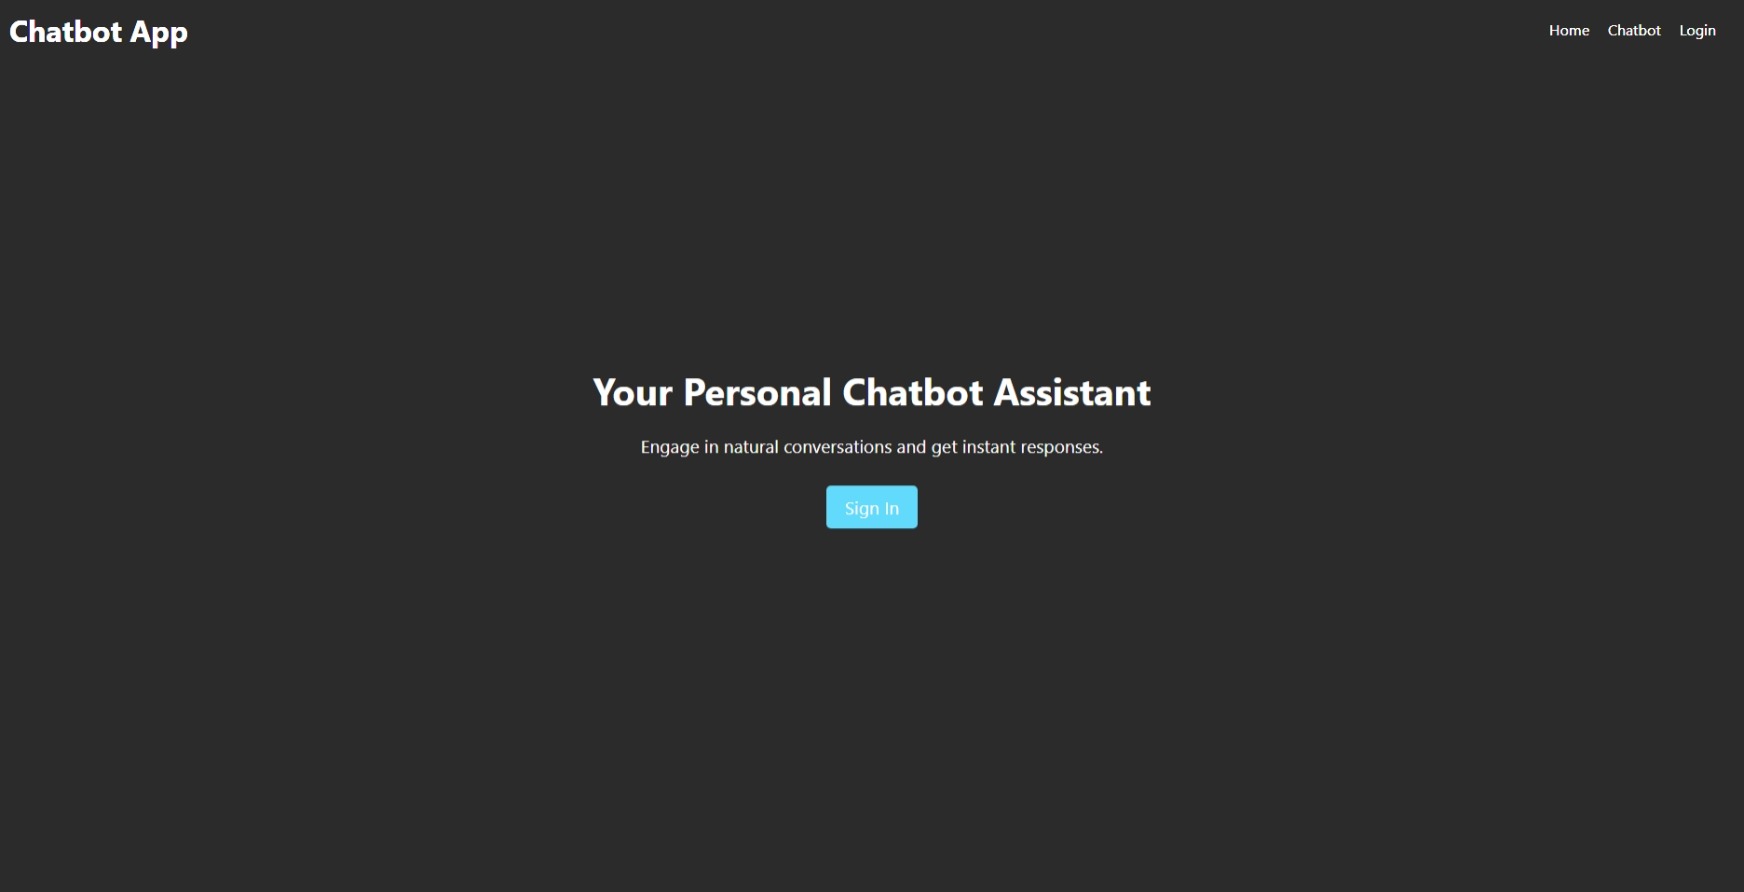 Chatbot App
Home Chatbot Login
Your Personal Chatbot Assistant
Engage in natural conversations and get instant responses.
Sign In